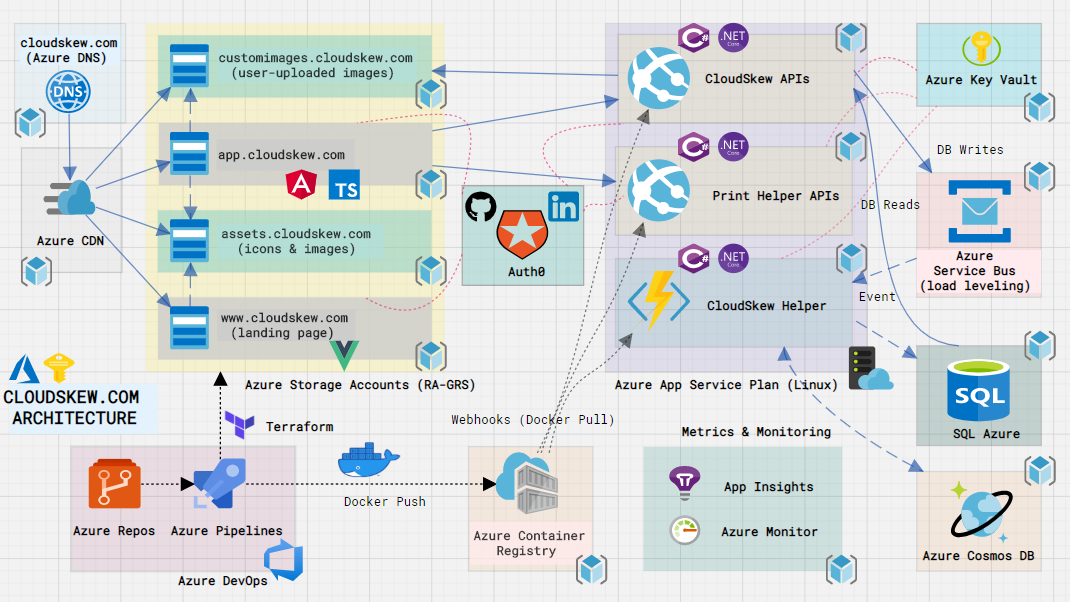 cloudskew.com
(Azure DNS)
DNS
Azure CDN
customimages.cloudskew.com
(user-uploaded images)
app.cloudskew.com
TS
assets.cloudskew.com
(icons & images)
www.cloudskew.com
(landing page)
Azure Storage Accounts (RA-GRS)
in
Auth0
C#
.NET
Core
CloudSkew APIs
C#
.NET
Core
Print Helper APIs
C#
.NET
Core
CloudSkew Helper
Azure App Service Plan (Linux)
Azure Key Vault
DB Writes
DB Reads
Azure
Service Bus
(load leveling)
Event
SQL
SQL Azure
Azure Cosmos DB
CLOUDSKEW.COM
ARCHITECTURE
Terraform
Azure Repos
Azure Pipelines
Azure DevOps
Docker Push
Webhooks (Docker Pull)
Azure Container
Registry
Metrics & Monitoring
App Insights
Azure Monitor